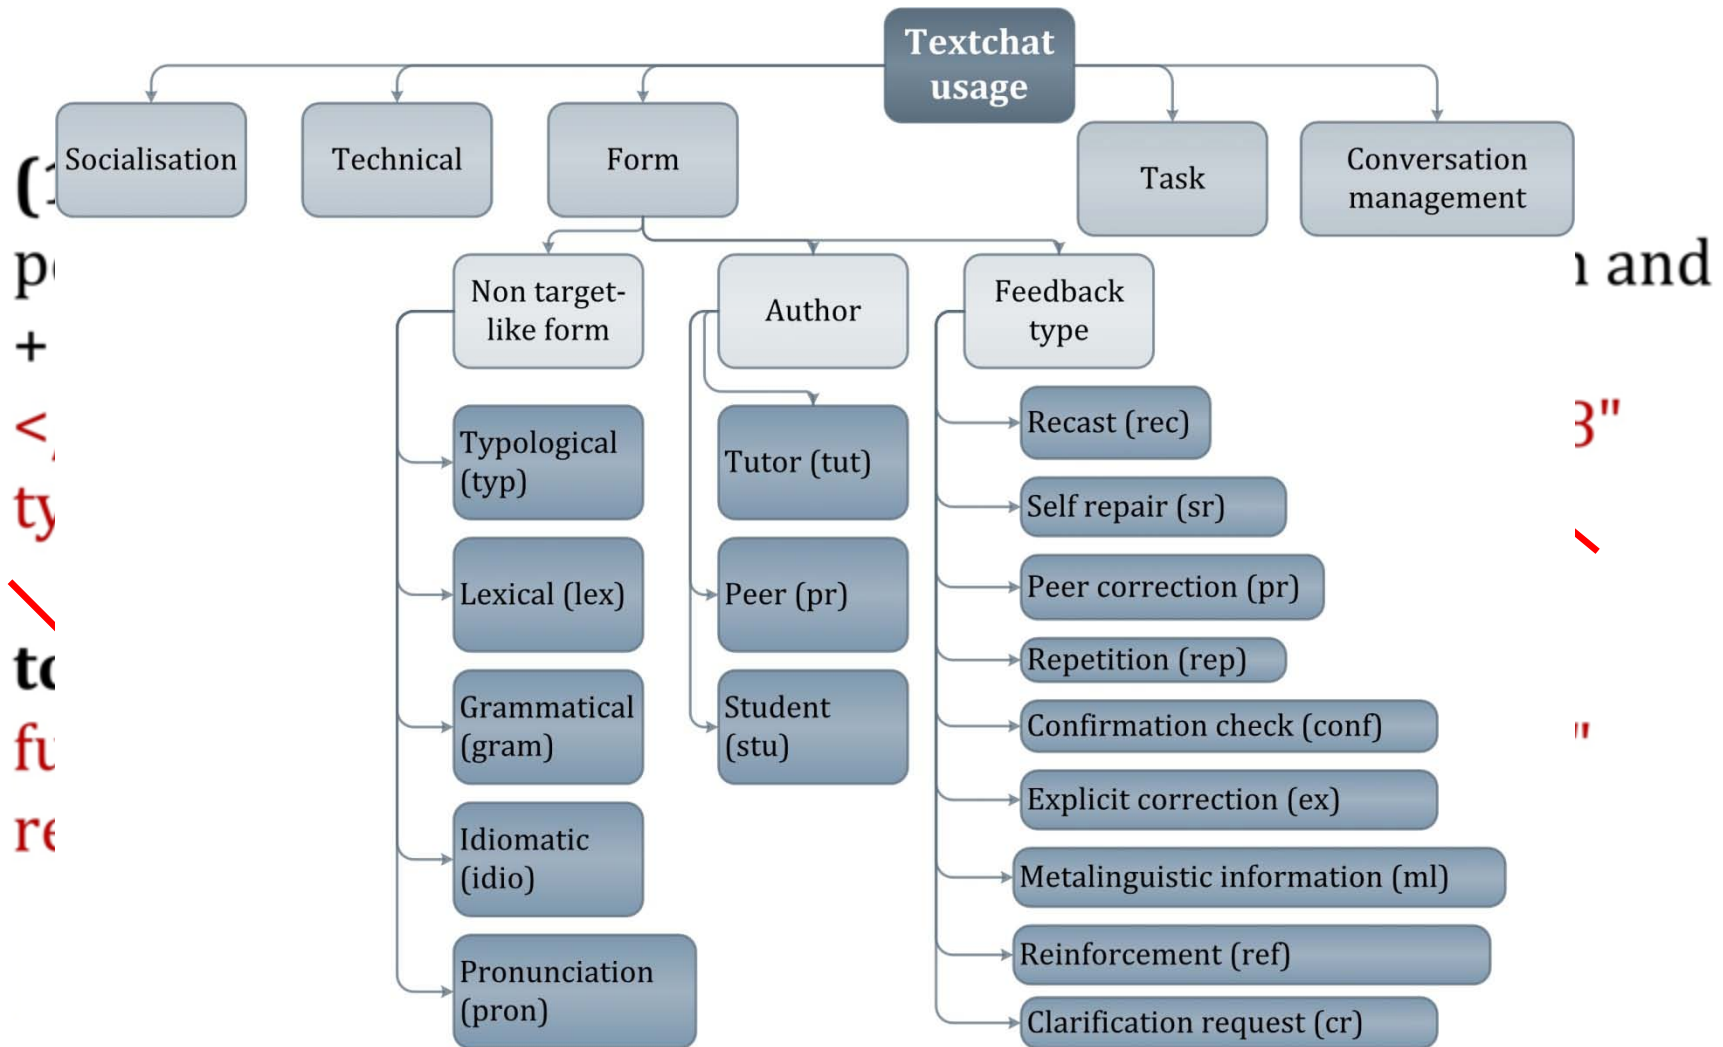 Textchat
usage
Socialisation
Technical
Form
Task
Conversation
management
Non target-
like form
Author
Feedback
type
Typological
(typ)
Lexical (lex)
Grammatical
(gram)
Idiomatic
(idio)
Pronunciation
(pron)
Tutor (tut)
Peer (pr)
Student
(stu)
Recast (rec)
Self repair (sr)
Peer correction (pr)
Repetition (rep)
Confirmation check (conf)
Explicit correction (ex)
Metalinguistic information (ml)
Reinforcement (ref)
Clarification request (cr)
and
+